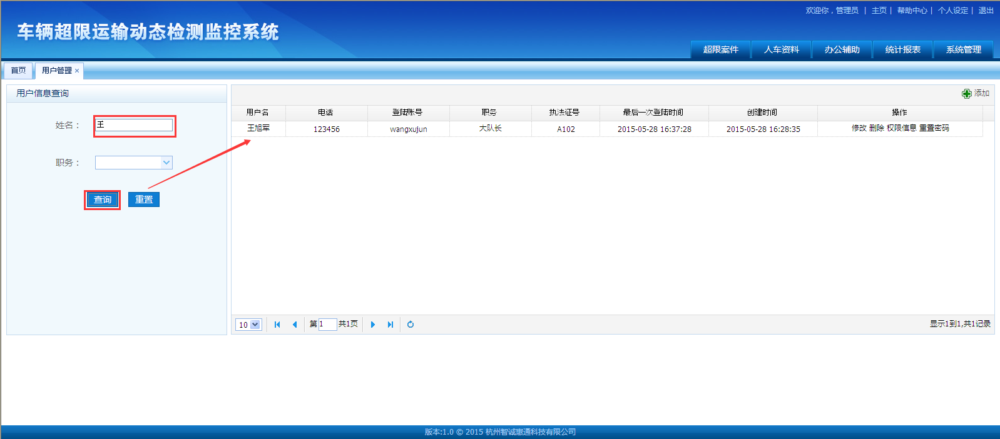 欢迎你，管理员 | 主页 | 帮助中心 | 个人设定 | 退出
车辆超限运输动态检测监控系统
超限案件 人车资料 办公辅助 统计报表 系统管理
首页 用户管理 ×
用户信息查询
姓名： 王
职务：
查询 重置
添加
用户名 电话 登陆账号 职务 执法证号 最后一次登陆时间 创建时间 操作
王旭军 123456 wangxujun 大队长 A102 2015-05-28 16:37:28 2015-05-28 16:28:35 修改 删除 权限信息 重置密码
10 第 1 共1页 显示1到1,共1记录
版本:1.0 © 2015 杭州智诚惠通科技有限公司